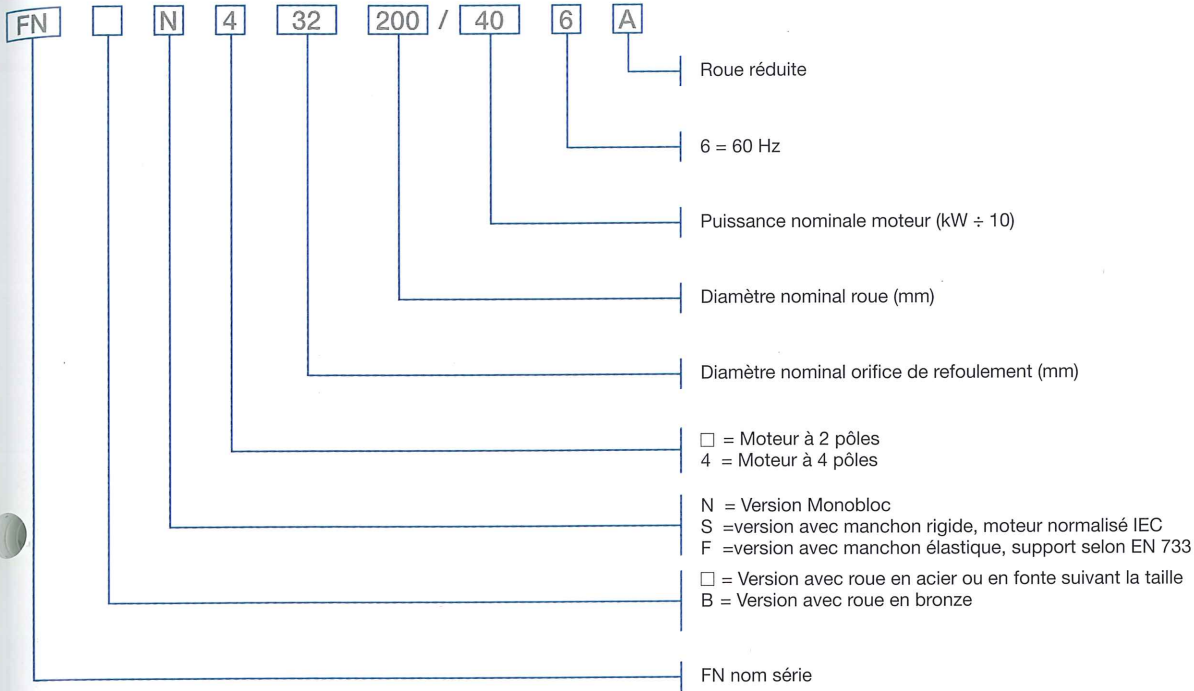 FN □ N 4 32 200 / 40 6 A
Roue réduite
6 = 60 Hz
Puissance nominale moteur (kW ÷ 10)
Diamètre nominal roue (mm)
Diamètre nominal orifice de refoulement (mm)
□ = Moteur à 2 pôles
4 = Moteur à 4 pôles
N = Version Monobloc
S =version avec manchon rigide, moteur normalisé IEC
F =version avec manchon élastique, support selon EN 733
□ = Version avec roue en acier ou en fonte suivant la taille
B = Version avec roue en bronze
FN nom série